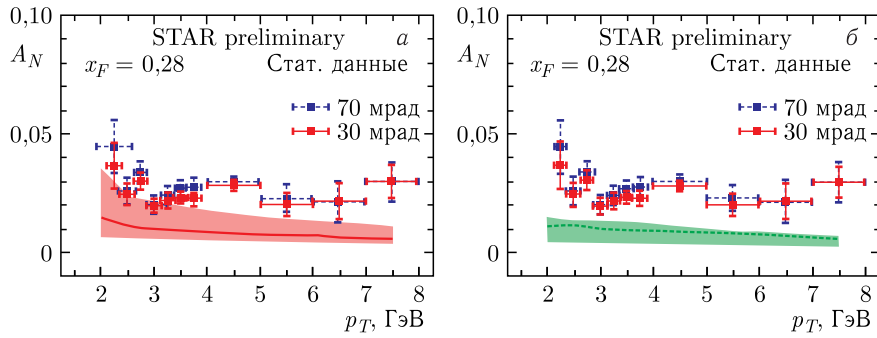 0,10
A_N
0,05
0
STAR preliminary а
x_F = 0,28 Стат. данные
70 мрад
30 мрад
2 3 4 5 6 7 8
p_T, ГэВ
0,10
A_N
0,05
0
STAR preliminary б
x_F = 0,28 Стат. данные
70 мрад
30 мрад
2 3 4 5 6 7 8
p_T, ГэВ